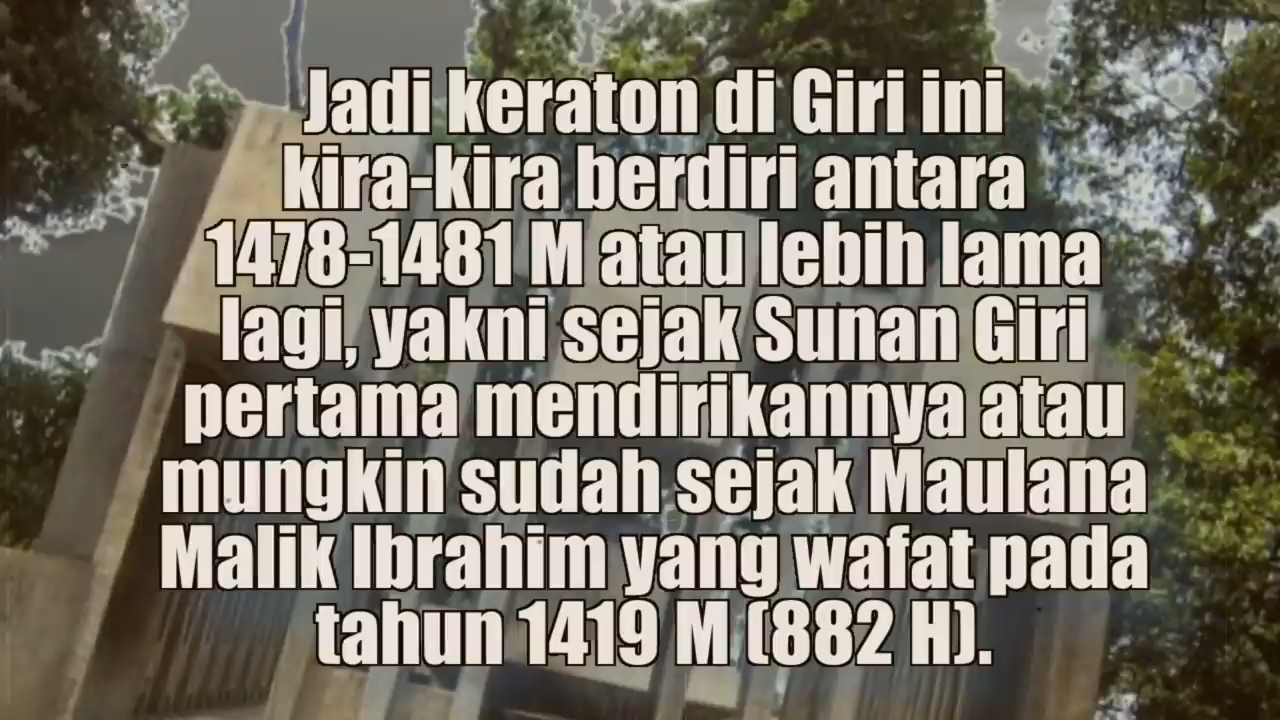 Jadi keraton di Giri ini
kira-kira berdiri antara
1478-1481 M atau lebih lama
lagi, yakni sejak Sunan Giri
pertama mendirikannya atau
mungkin sudah sejak Maulana
Malik Ibrahim yang wafat pada
tahun 1419 M (882 H).